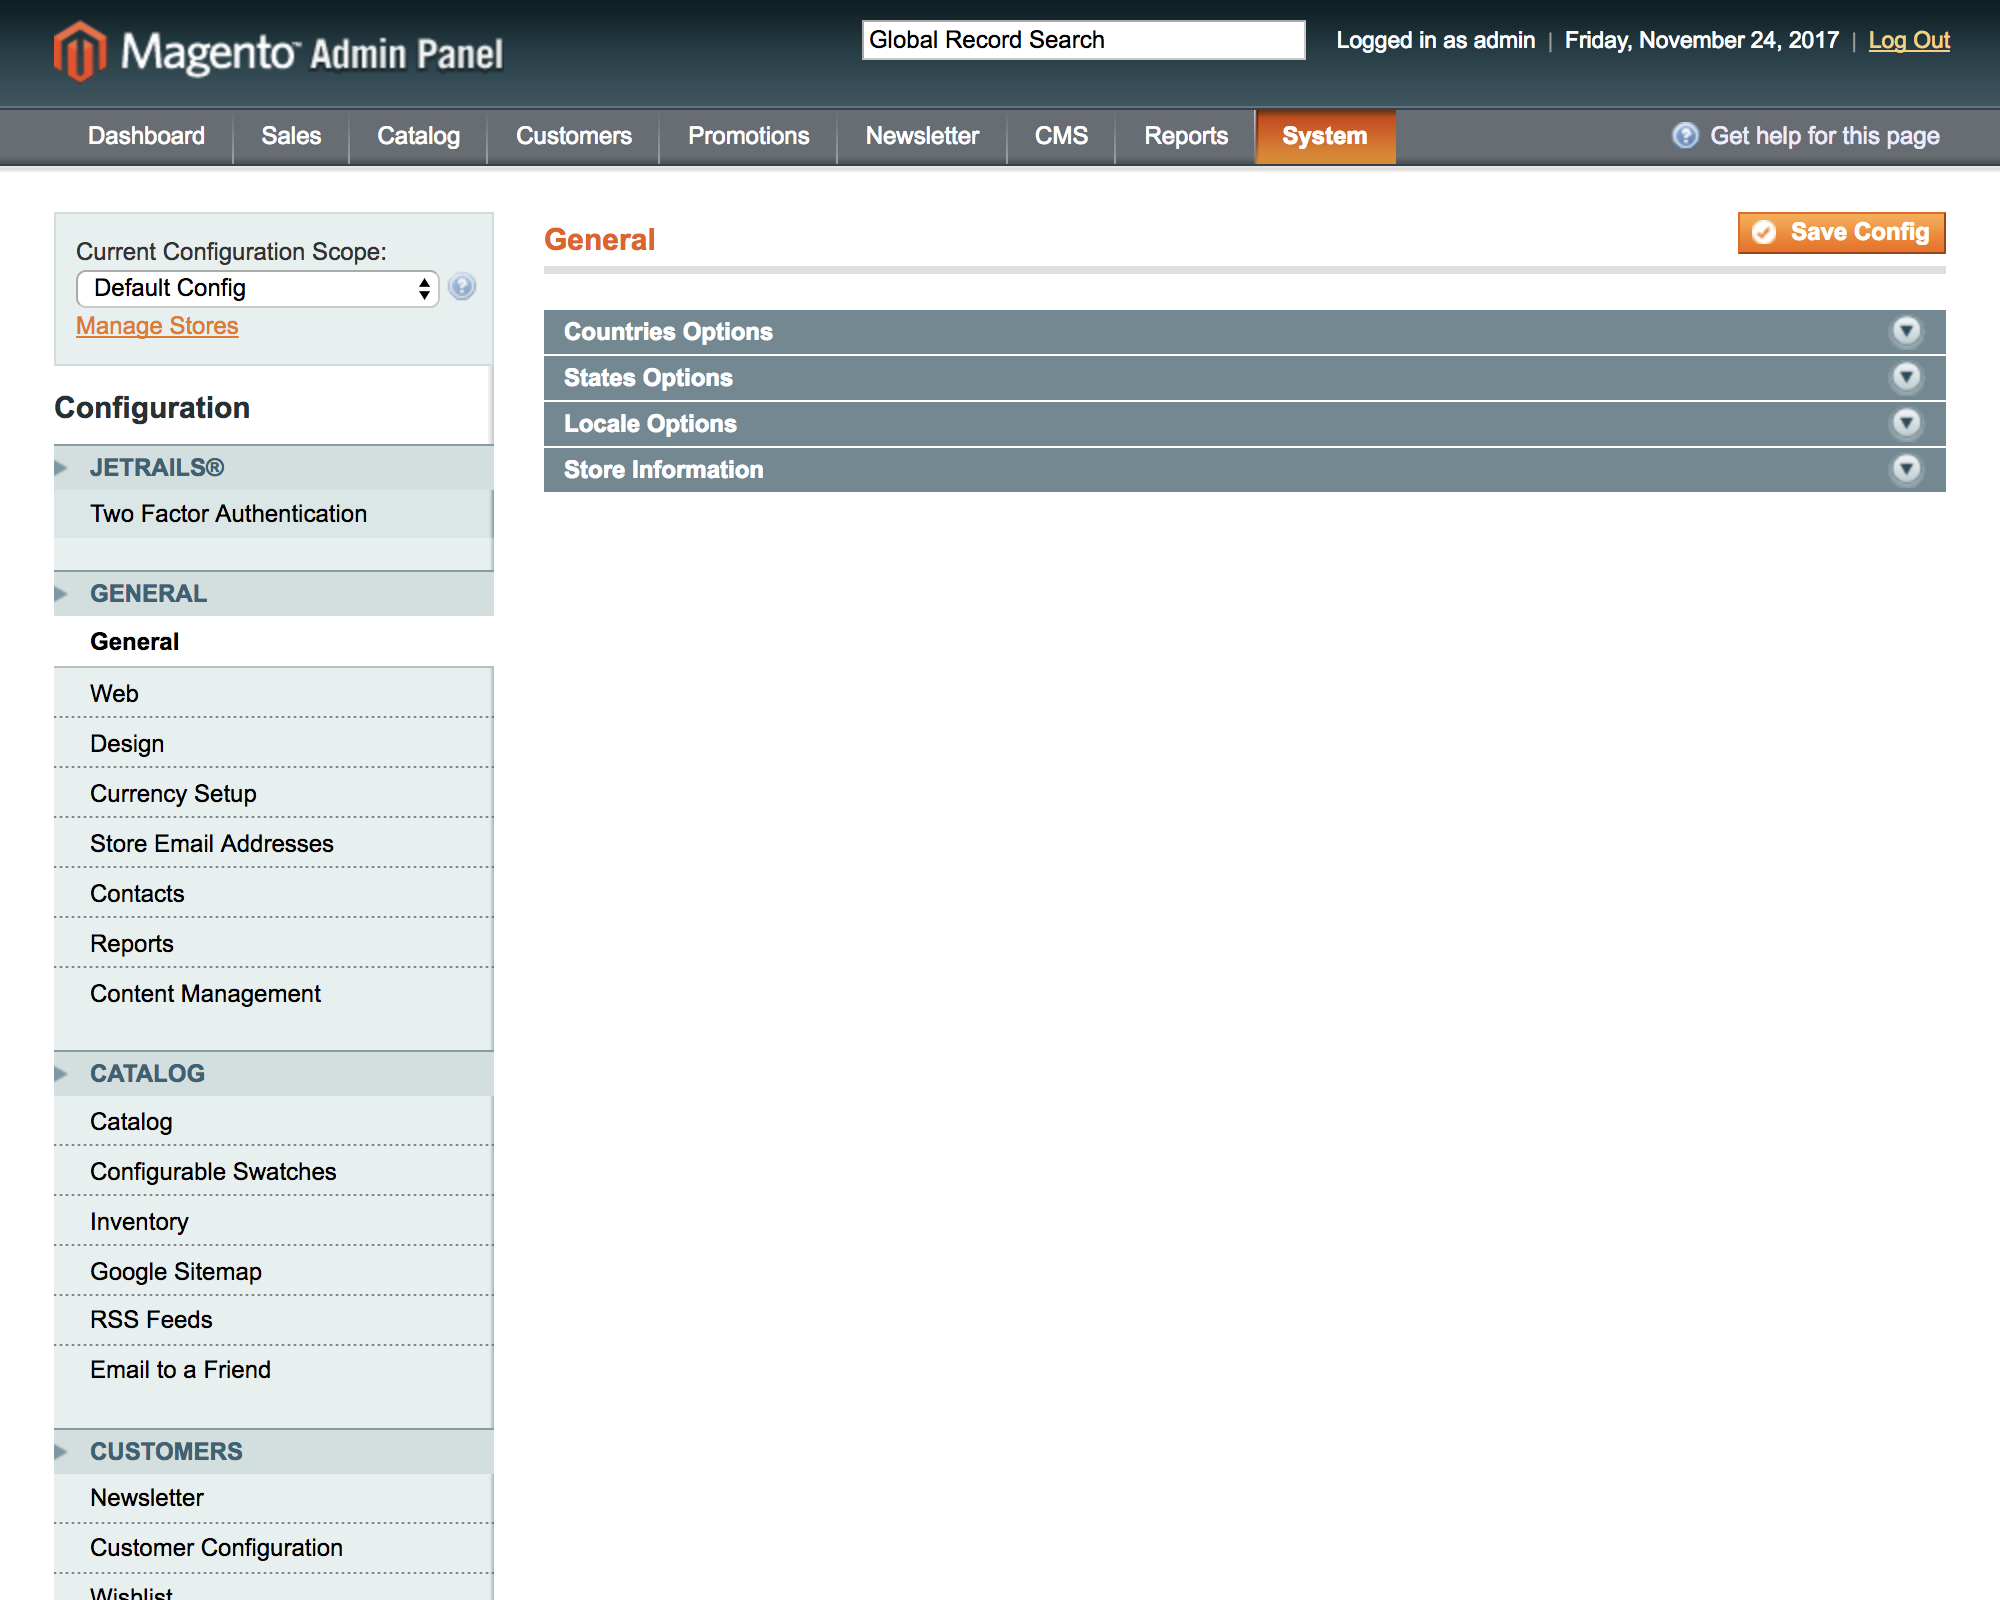 Magento™ Admin Panel
Global Record Search
Logged in as admin | Friday, November 24, 2017 | Log Out
Dashboard
Sales
Catalog
Customers
Promotions
Newsletter
CMS
Reports
System
Get help for this page
Current Configuration Scope:
Default Config
Manage Stores
Configuration
JETRAILS®
Two Factor Authentication
GENERAL
General
Web
Design
Currency Setup
Store Email Addresses
Contacts
Reports
Content Management
CATALOG
Catalog
Configurable Swatches
Inventory
Google Sitemap
RSS Feeds
Email to a Friend
CUSTOMERS
Newsletter
Customer Configuration
Wishlist
General
Save Config
Countries Options
States Options
Locale Options
Store Information